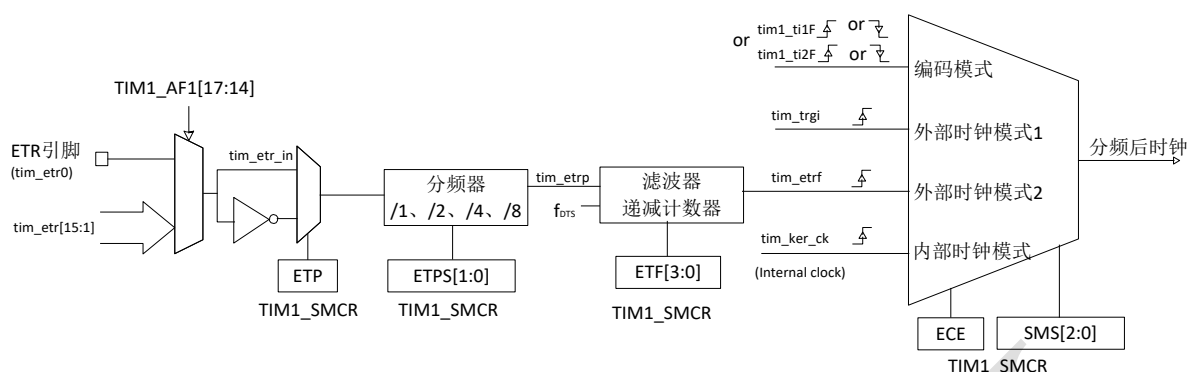 TIM1_AF1[17:14]
ETR引脚
(tim_etr0)
tim_etr[15:1]
tim_etr_in
ETP
TIM1_SMCR
分频器
/1、/2、/4、/8
ETPS[1:0]
TIM1_SMCR
tim_etrp
fDTS
滤波器
递减计数器
ETF[3:0]
TIM1_SMCR
tim1_ti1F or
or tim1_ti2F or
编码模式
tim_trgi
外部时钟模式1
tim_etrf
外部时钟模式2
tim_ker_ck
(Internal clock)
内部时钟模式
分频后时钟
ECE
SMS[2:0]
TIM1_SMCR